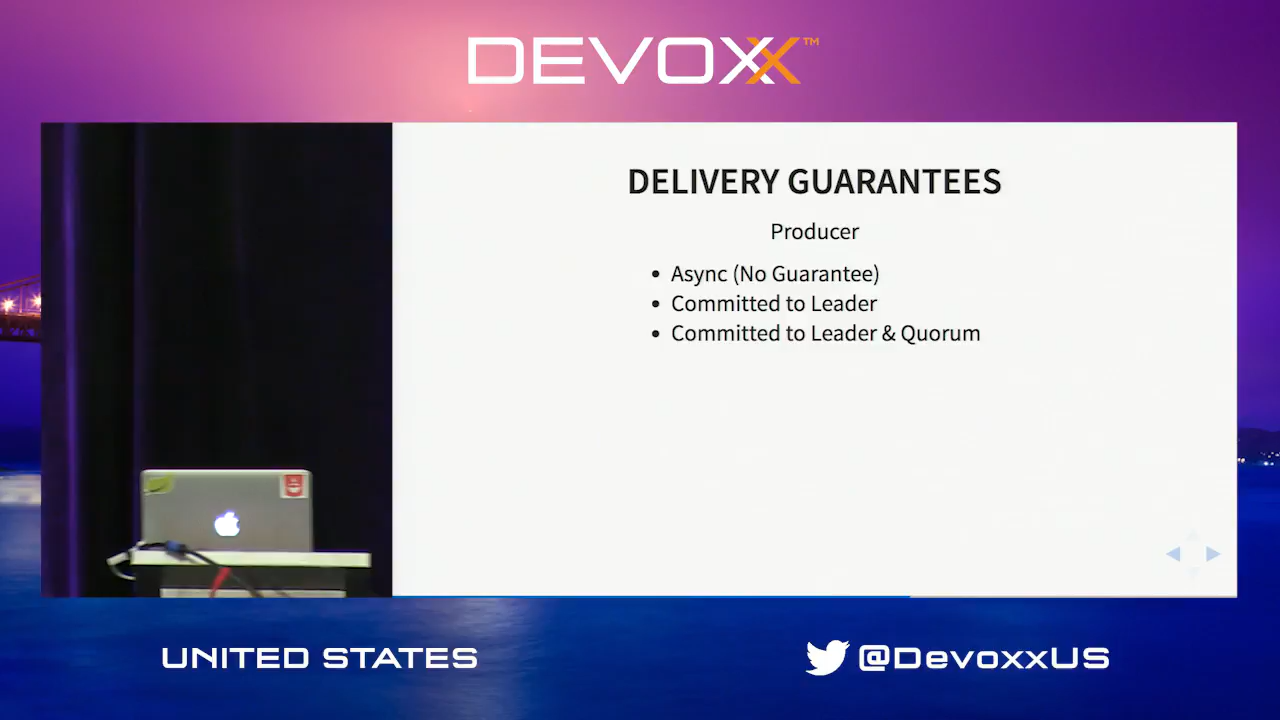 DEVOXX™
DELIVERY GUARANTEES
Producer
• Async (No Guarantee)
• Committed to Leader
• Committed to Leader & Quorum
UNITED STATES
@DevoxxUS